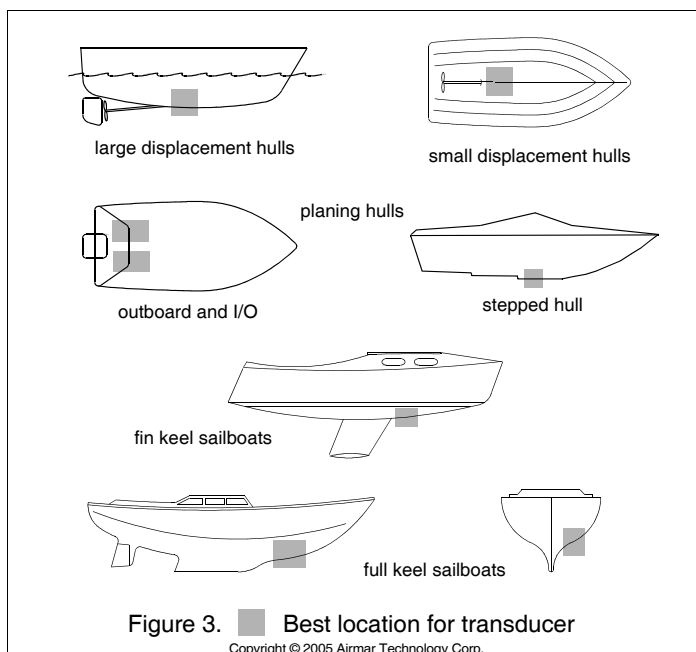 large displacement hulls
small displacement hulls
planing hulls
outboard and I/O
stepped hull
fin keel sailboats
full keel sailboats
Figure 3. Best location for transducer
Copyright © 2005 Airmar Technology Corp.